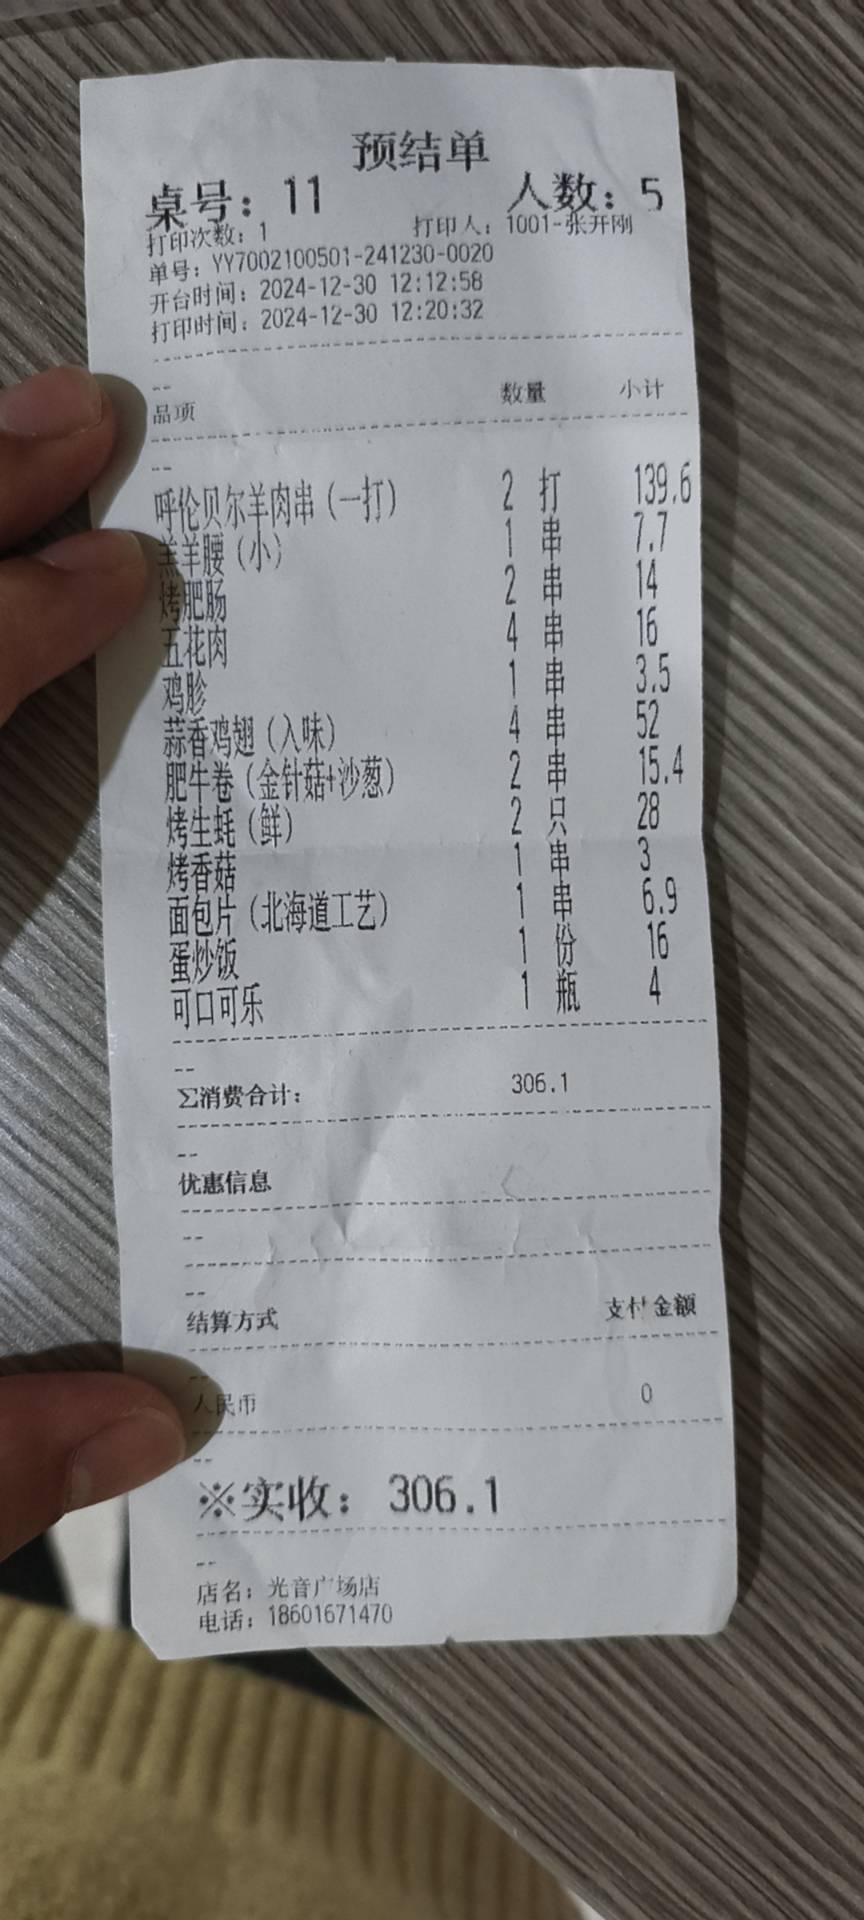 预结单
桌号：11 人数：5
打印次数：1 打印人：1001-张开刚
单号：YY7002100501-241230-0020
开台时间：2024-12-30 12:12:58
打印时间：2024-12-30 12:20:32
--
品项 数量 小计
--
呼伦贝尔羊肉串（一打） 2 打 139.6
羔羊腰（小） 1 串 7.7
烤肥肠 2 串 14
五花肉 4 串 16
鸡胗 1 串 3.5
蒜香鸡翅（入味） 4 串 52
肥牛卷（金针菇+沙葱） 2 串 15.4
烤生蚝（鲜） 2 只 28
烤香菇 1 串 3
面包片（北海道工艺） 1 串 6.9
蛋炒饭 1 份 16
可口可乐 1 瓶 4
--
∑消费合计： 306.1
--
优惠信息
--
--
结算方式 支付金额
--
人民币 0
--
※实收： 306.1
--
店名：光音广场店
电话：18601671470